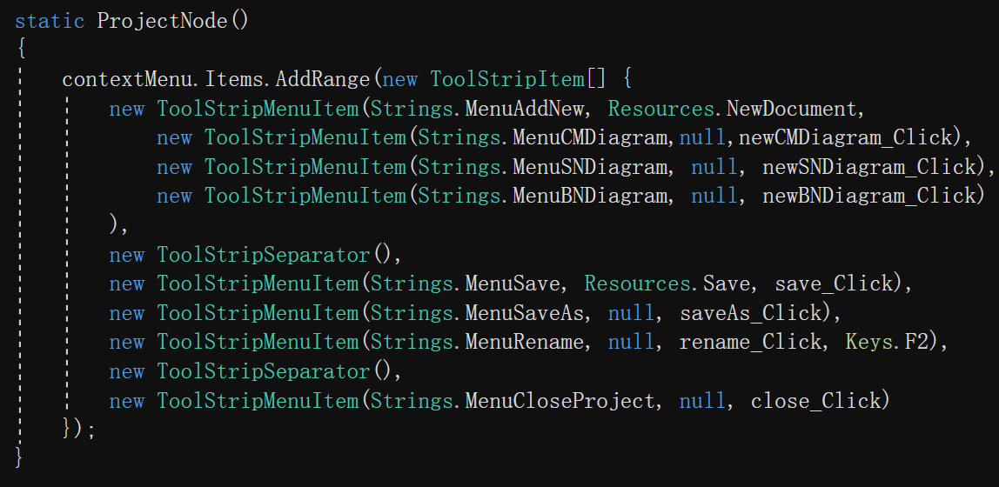 static ProjectNode()
{
contextMenu.Items.AddRange(new ToolStripItem[] {
new ToolStripMenuItem(Strings.MenuAddNew, Resources.NewDocument,
new ToolStripMenuItem(Strings.MenuCMDiagram,null,newCMDiagram_Click),
new ToolStripMenuItem(Strings.MenuSNDiagram, null, newSNDiagram_Click),
new ToolStripMenuItem(Strings.MenuBNDiagram, null, newBNDiagram_Click)
),
new ToolStripSeparator(),
new ToolStripMenuItem(Strings.MenuSave, Resources.Save, save_Click),
new ToolStripMenuItem(Strings.MenuSaveAs, null, saveAs_Click),
new ToolStripMenuItem(Strings.MenuRename, null, rename_Click, Keys.F2),
new ToolStripSeparator(),
new ToolStripMenuItem(Strings.MenuCloseProject, null, close_Click)
});
}